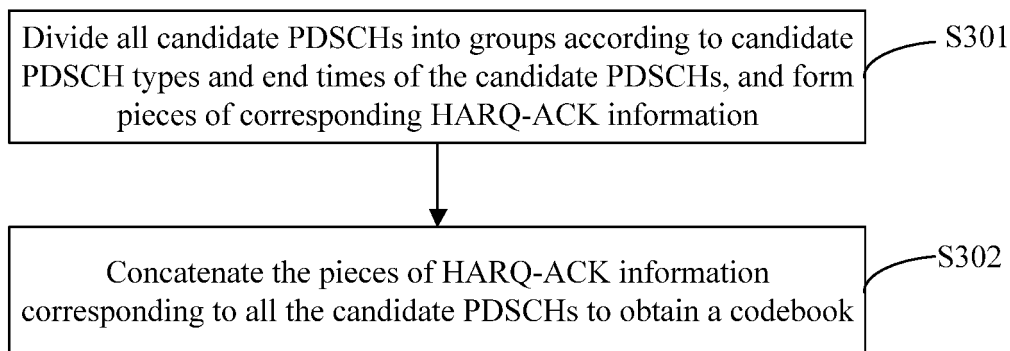 Divide all candidate PDSCHs into groups according to candidate
PDSCH types and end times of the candidate PDSCHs, and form
pieces of corresponding HARQ-ACK information
S301
Concatenate the pieces of HARQ-ACK information
corresponding to all the candidate PDSCHs to obtain a codebook
S302